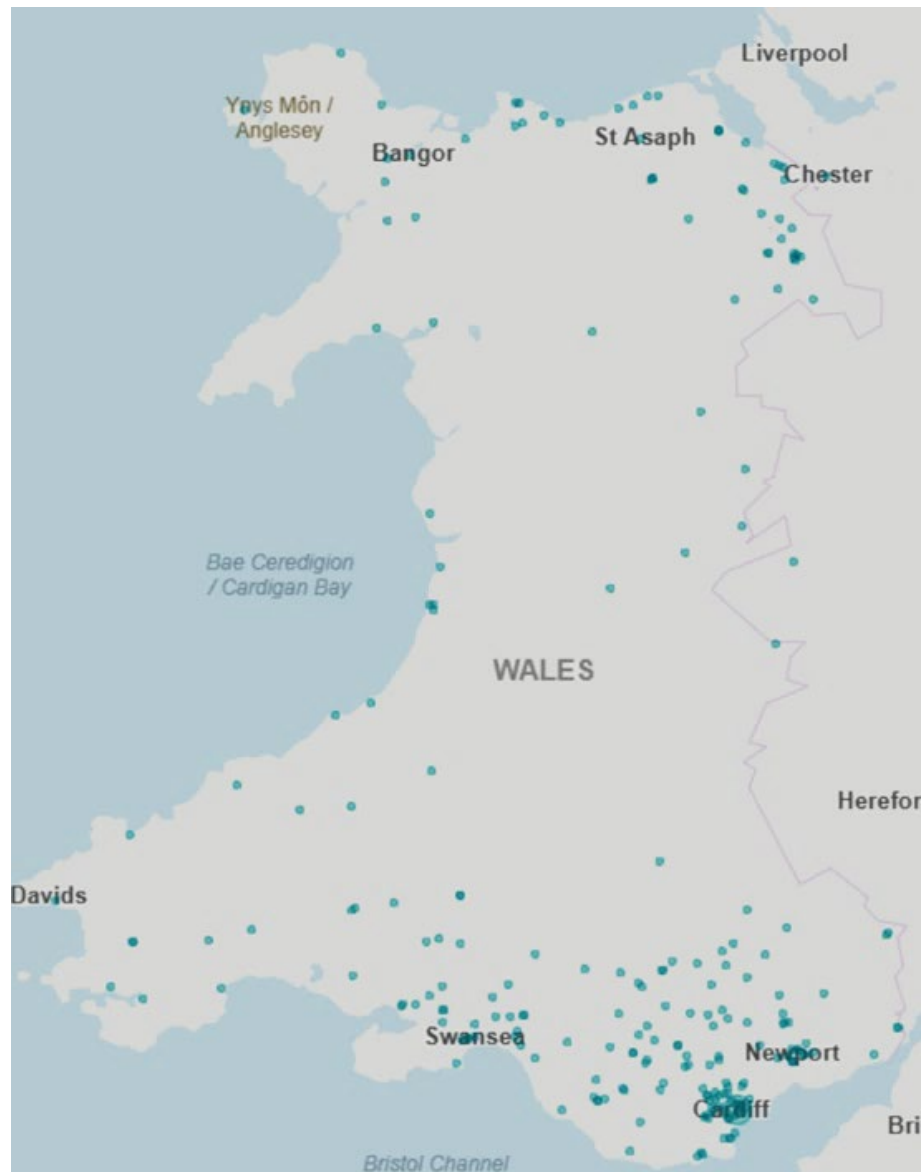 Liverpool
Ynys Môn /
Anglesey
Bangor
St Asaph
Chester
Bae Ceredigion
/ Cardigan Bay
WALES
Herefor
Davids
Swansea
Newport
Cardiff
Bri
Bristol Channel